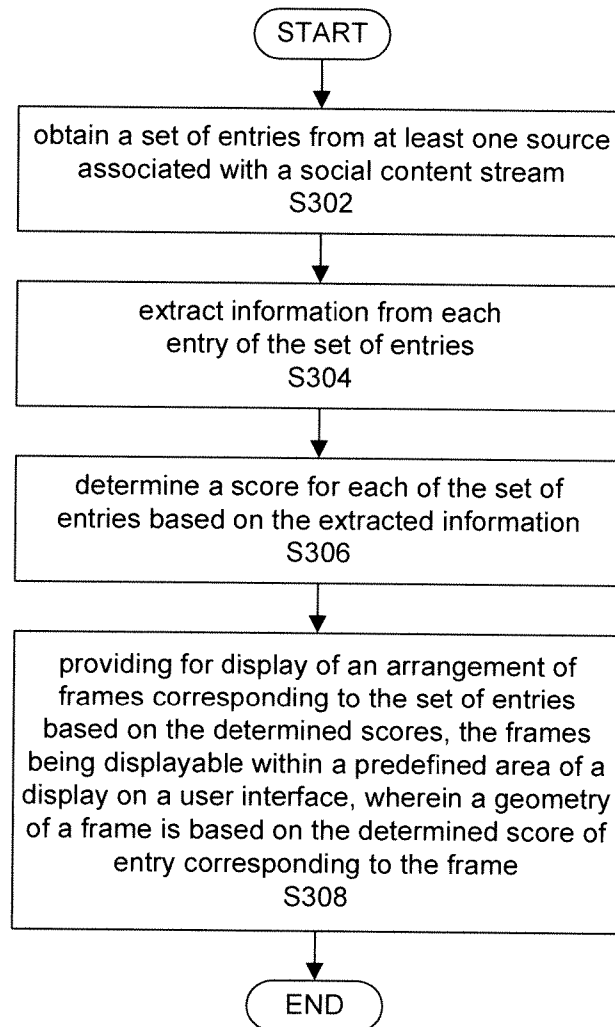 START
obtain a set of entries from at least one source
associated with a social content stream
S302
extract information from each
entry of the set of entries
S304
determine a score for each of the set of
entries based on the extracted information
S306
providing for display of an arrangement of
frames corresponding to the set of entries
based on the determined scores, the frames
being displayable within a predefined area of a
display on a user interface, wherein a geometry
of a frame is based on the determined score of
entry corresponding to the frame
S308
END